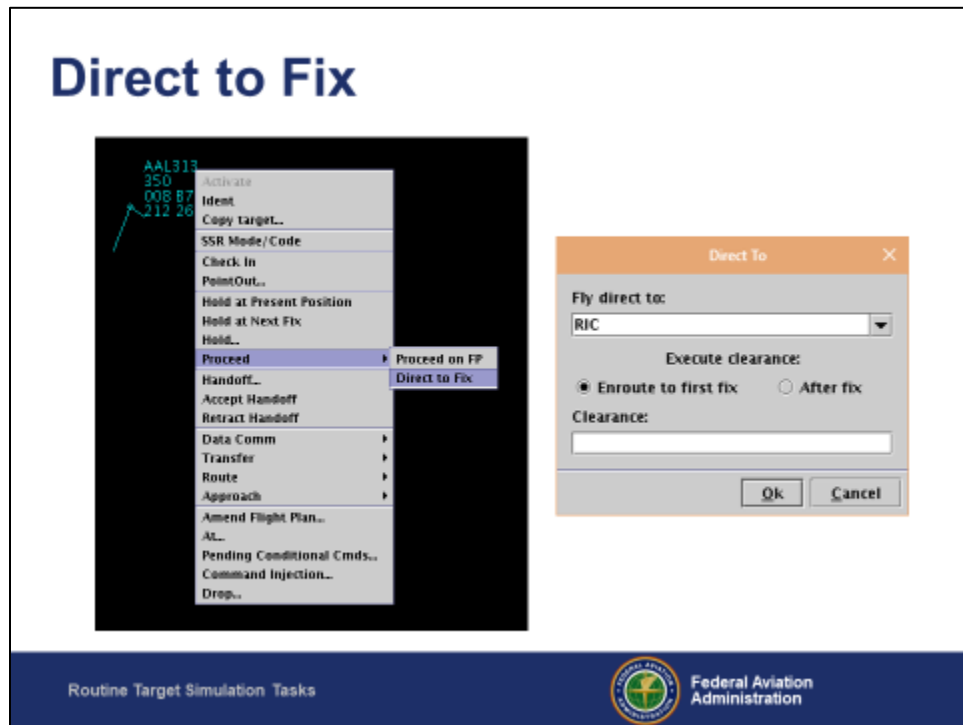 Direct to Fix
AAL313
350
008 B7
212 26
Activate
Ident
Copy target...
SSR Mode/Code
Check In
PointOut...
Hold at Present Position
Hold at Next Fix
Hold...
Proceed
Handoff...
Accept Handoff
Retract Handoff
Data Comm
Transfer
Route
Approach
Amend Flight Plan...
At...
Pending Conditional Cmds...
Command Injection...
Drop...
Proceed on FP
Direct to Fix
Direct To
Fly direct to:
RIC
Execute clearance:
Enroute to first fix
After fix
Clearance:
Ok
Cancel
Routine Target Simulation Tasks
Federal Aviation
Administration